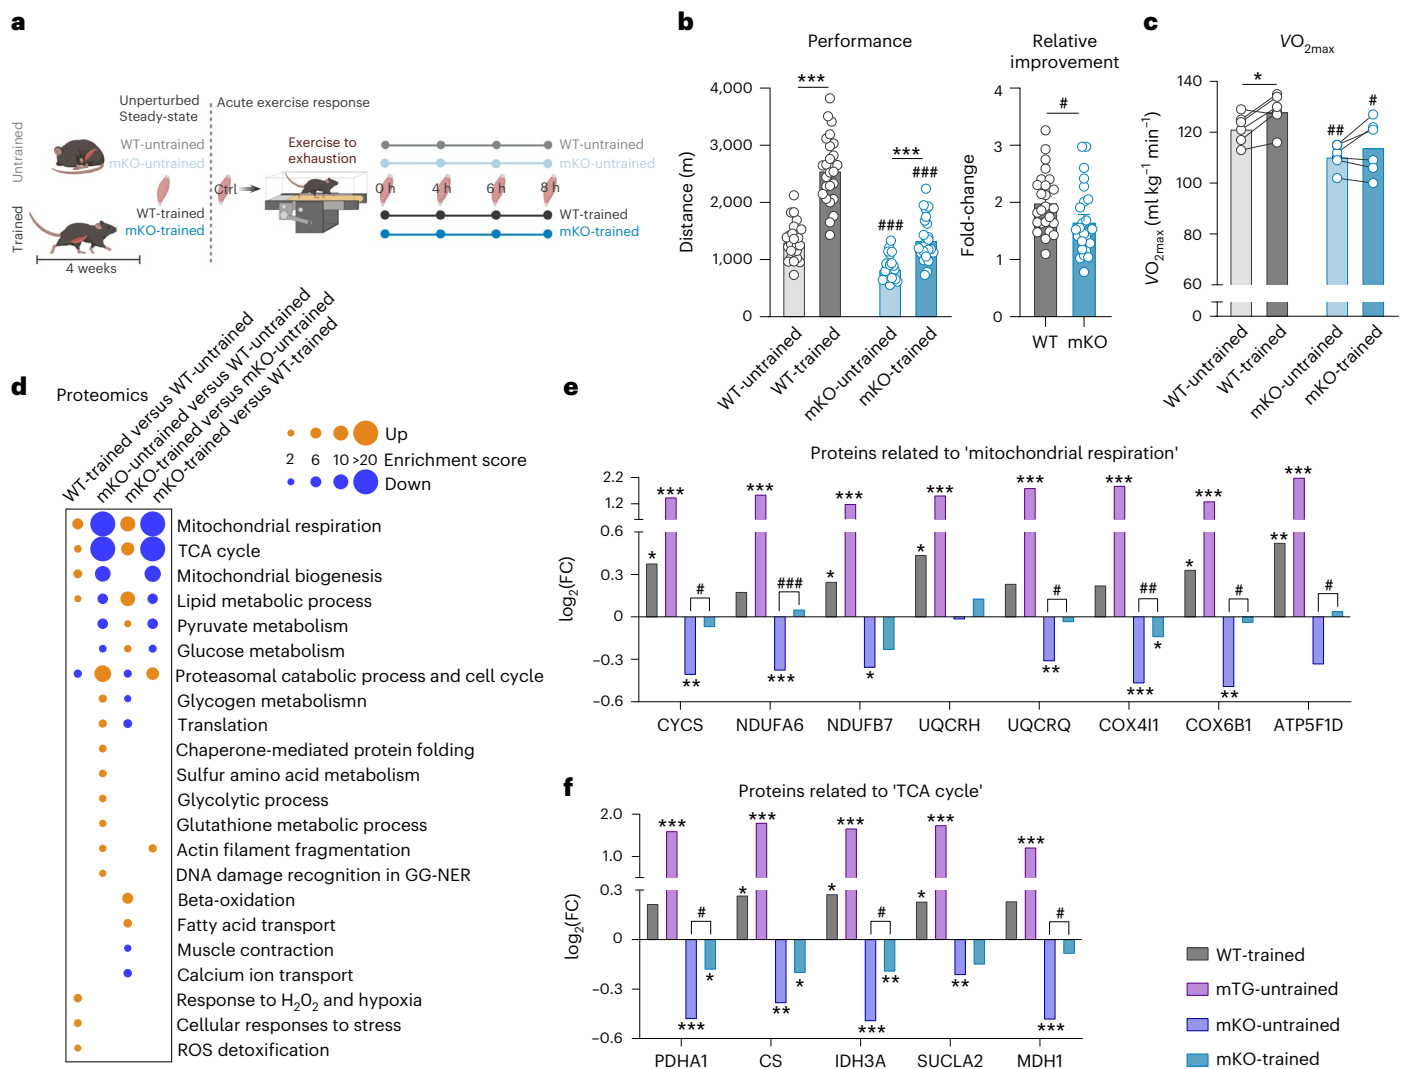 a
Unperturbed
Steady-state
Acute exercise response
Untrained
WT-untrained
mKO-untrained
Exercise to
exhaustion
WT-untrained
mKO-untrained
Ctrl
0 h
4 h
6 h
8 h
Trained
WT-trained
mKO-trained
WT-trained
mKO-trained
4 weeks
b
Performance
Distance (m)
4,000
3,000
2,000
1,000
0
***
***
###
###
WT-untrained
WT-trained
mKO-untrained
mKO-trained
Relative
improvement
Fold-change
4
3
2
1
0
#
WT
mKO
c
VO2max
VO2max (ml kg−1 min−1)
140
120
100
80
60
0
*
##
#
WT-untrained
WT-trained
mKO-untrained
mKO-trained
d
Proteomics
WT-trained versus WT-untrained
mKO-untrained versus WT-untrained
mKO-trained versus mKO-untrained
mKO-trained versus WT-trained
Up
2 6 10 >20 Enrichment score
Down
Mitochondrial respiration
TCA cycle
Mitochondrial biogenesis
Lipid metabolic process
Pyruvate metabolism
Glucose metabolism
Proteasomal catabolic process and cell cycle
Glycogen metabolismn
Translation
Chaperone-mediated protein folding
Sulfur amino acid metabolism
Glycolytic process
Glutathione metabolic process
Actin filament fragmentation
DNA damage recognition in GG-NER
Beta-oxidation
Fatty acid transport
Muscle contraction
Calcium ion transport
Response to H2O2 and hypoxia
Cellular responses to stress
ROS detoxification
e
Proteins related to 'mitochondrial respiration'
log2(FC)
2.2
1.2
0.6
0.3
0
−0.3
−0.6
* *** # **
*** ### ***
* *** *
* ***
*** # **
*** ## *** *
* *** # **
** *** #
CYCS
NDUFA6
NDUFB7
UQCRH
UQCRQ
COX4I1
COX6B1
ATP5F1D
f
Proteins related to 'TCA cycle'
log2(FC)
2.0
1.0
0.3
0
−0.3
−0.6
*** # *** *
* *** ** *
* *** # *** **
* *** **
*** # ***
PDHA1
CS
IDH3A
SUCLA2
MDH1
WT-trained
mTG-untrained
mKO-untrained
mKO-trained